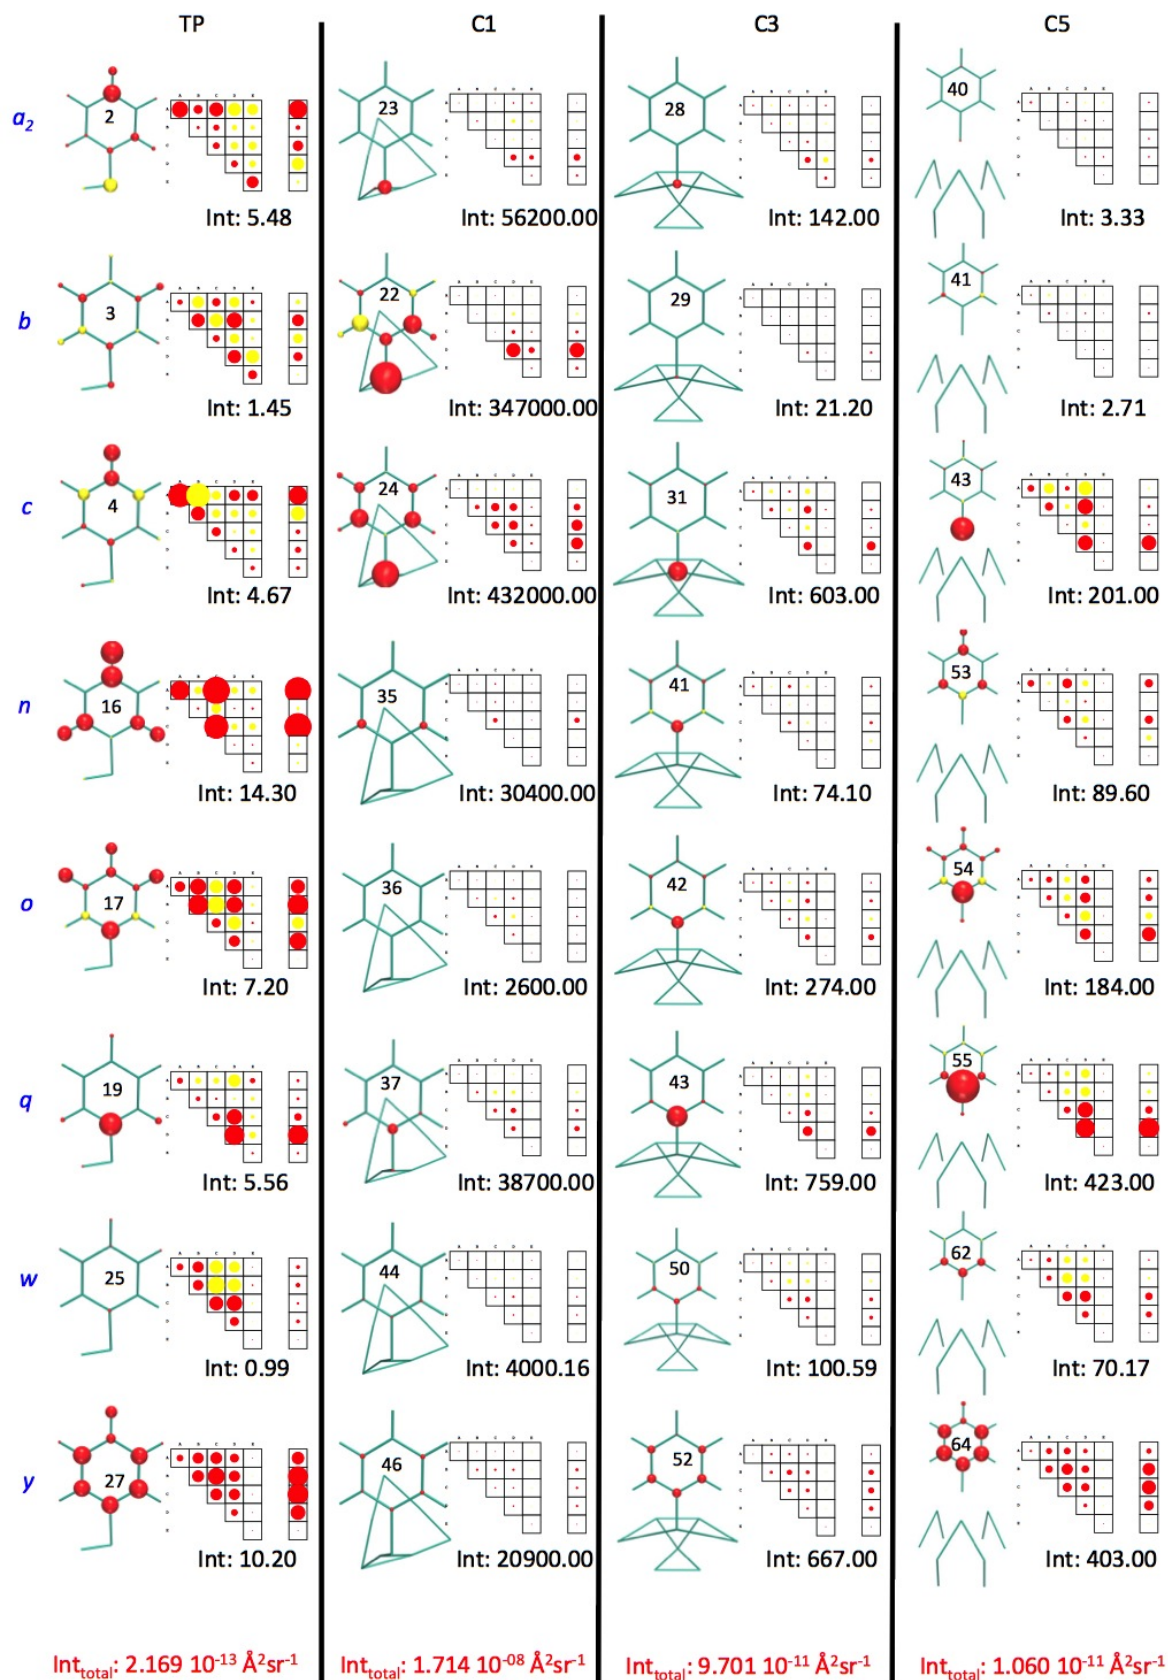 TP C1 C3 C5
a2 2 23 28 40
Int: 5.48 Int: 56200.00 Int: 142.00 Int: 3.33
b 3 22 29 41
Int: 1.45 Int: 347000.00 Int: 21.20 Int: 2.71
c 4 24 31 43
Int: 4.67 Int: 432000.00 Int: 603.00 Int: 201.00
n 16 35 41 53
Int: 14.30 Int: 30400.00 Int: 74.10 Int: 89.60
o 17 36 42 54
Int: 7.20 Int: 2600.00 Int: 274.00 Int: 184.00
q 19 37 43 55
Int: 5.56 Int: 38700.00 Int: 759.00 Int: 423.00
w 25 44 50 62
Int: 0.99 Int: 4000.16 Int: 100.59 Int: 70.17
y 27 46 52 64
Int: 10.20 Int: 20900.00 Int: 667.00 Int: 403.00
Inttotal: 2.169 10-13 Å2sr-1 Inttotal: 1.714 10-08 Å2sr-1 Inttotal: 9.701 10-11 Å2sr-1 Inttotal: 1.060 10-11 Å2sr-1